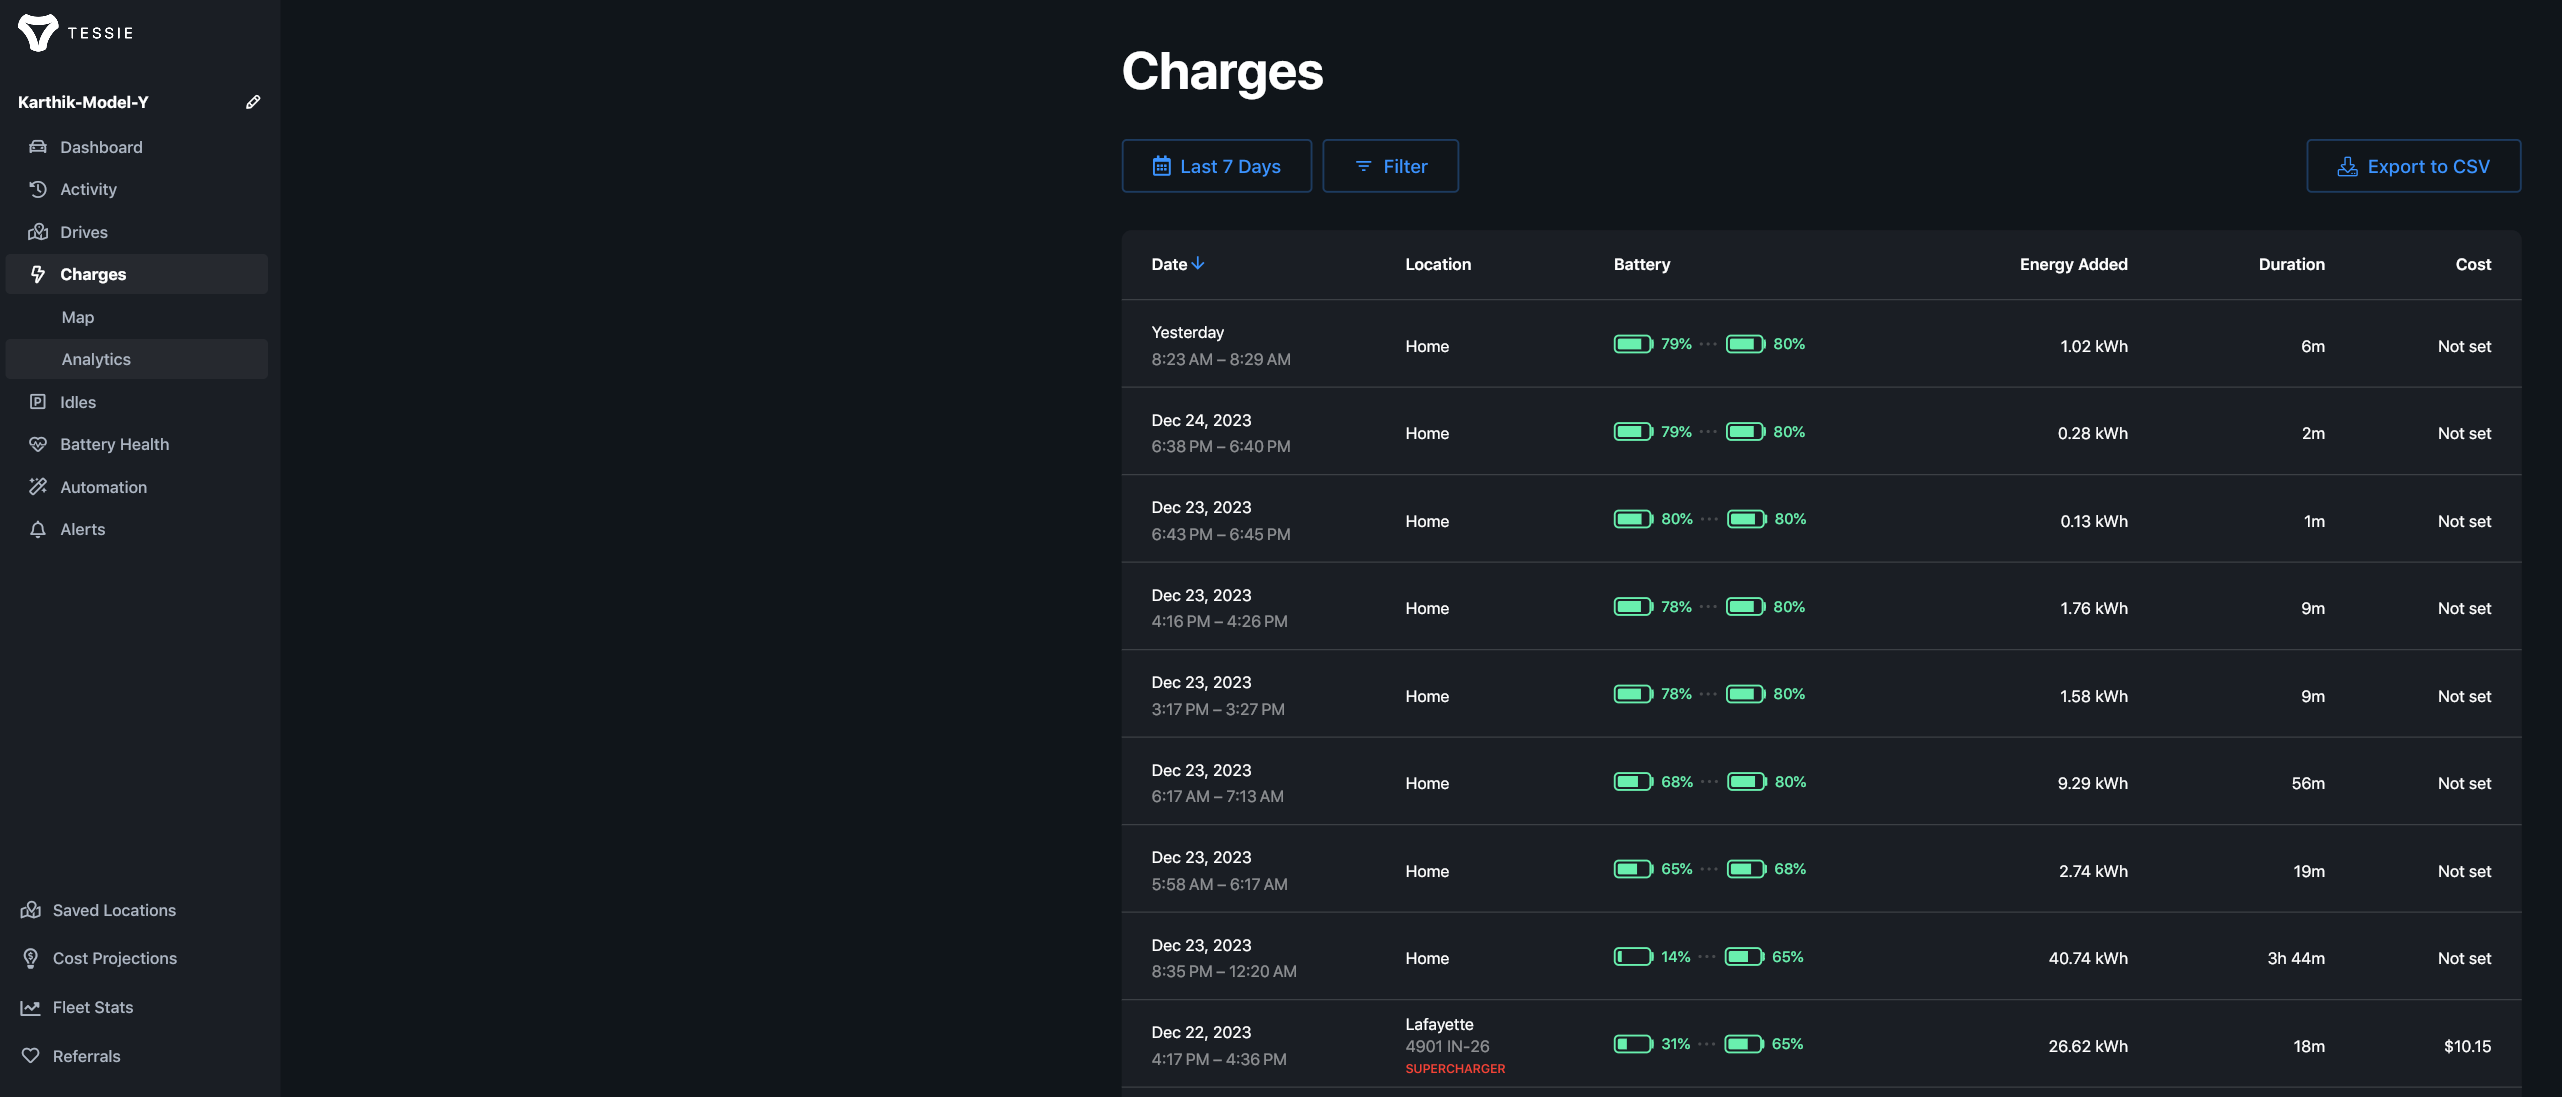 TESSIE
Karthik-Model-Y
Dashboard
Activity
Drives
Charges
Map
Analytics
Idles
Battery Health
Automation
Alerts
Saved Locations
Cost Projections
Fleet Stats
Referrals
Charges
Last 7 Days Filter Export to CSV
Date Location Battery Energy Added Duration Cost
Yesterday
8:23 AM – 8:29 AM
Home 79% 80% 1.02 kWh 6m Not set
Dec 24, 2023
6:38 PM – 6:40 PM
Home 79% 80% 0.28 kWh 2m Not set
Dec 23, 2023
6:43 PM – 6:45 PM
Home 80% 80% 0.13 kWh 1m Not set
Dec 23, 2023
4:16 PM – 4:26 PM
Home 78% 80% 1.76 kWh 9m Not set
Dec 23, 2023
3:17 PM – 3:27 PM
Home 78% 80% 1.58 kWh 9m Not set
Dec 23, 2023
6:17 AM – 7:13 AM
Home 68% 80% 9.29 kWh 56m Not set
Dec 23, 2023
5:58 AM – 6:17 AM
Home 65% 68% 2.74 kWh 19m Not set
Dec 23, 2023
8:35 PM – 12:20 AM
Home 14% 65% 40.74 kWh 3h 44m Not set
Dec 22, 2023
4:17 PM – 4:36 PM
Lafayette
4901 IN-26
SUPERCHARGER
31% 65% 26.62 kWh 18m $10.15